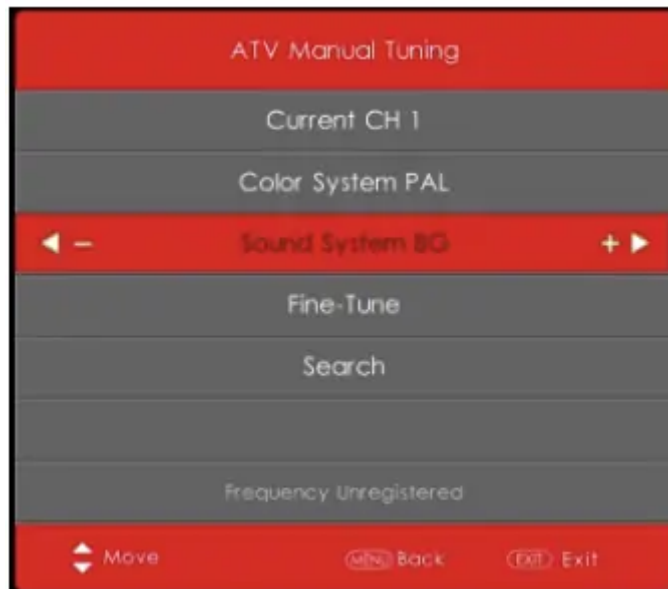 ATV Manual Tuning
Current CH 1
Color System PAL
− Sound System BG +
Fine-Tune
Search
Frequency Unregistered
Move MENU Back EXIT Exit